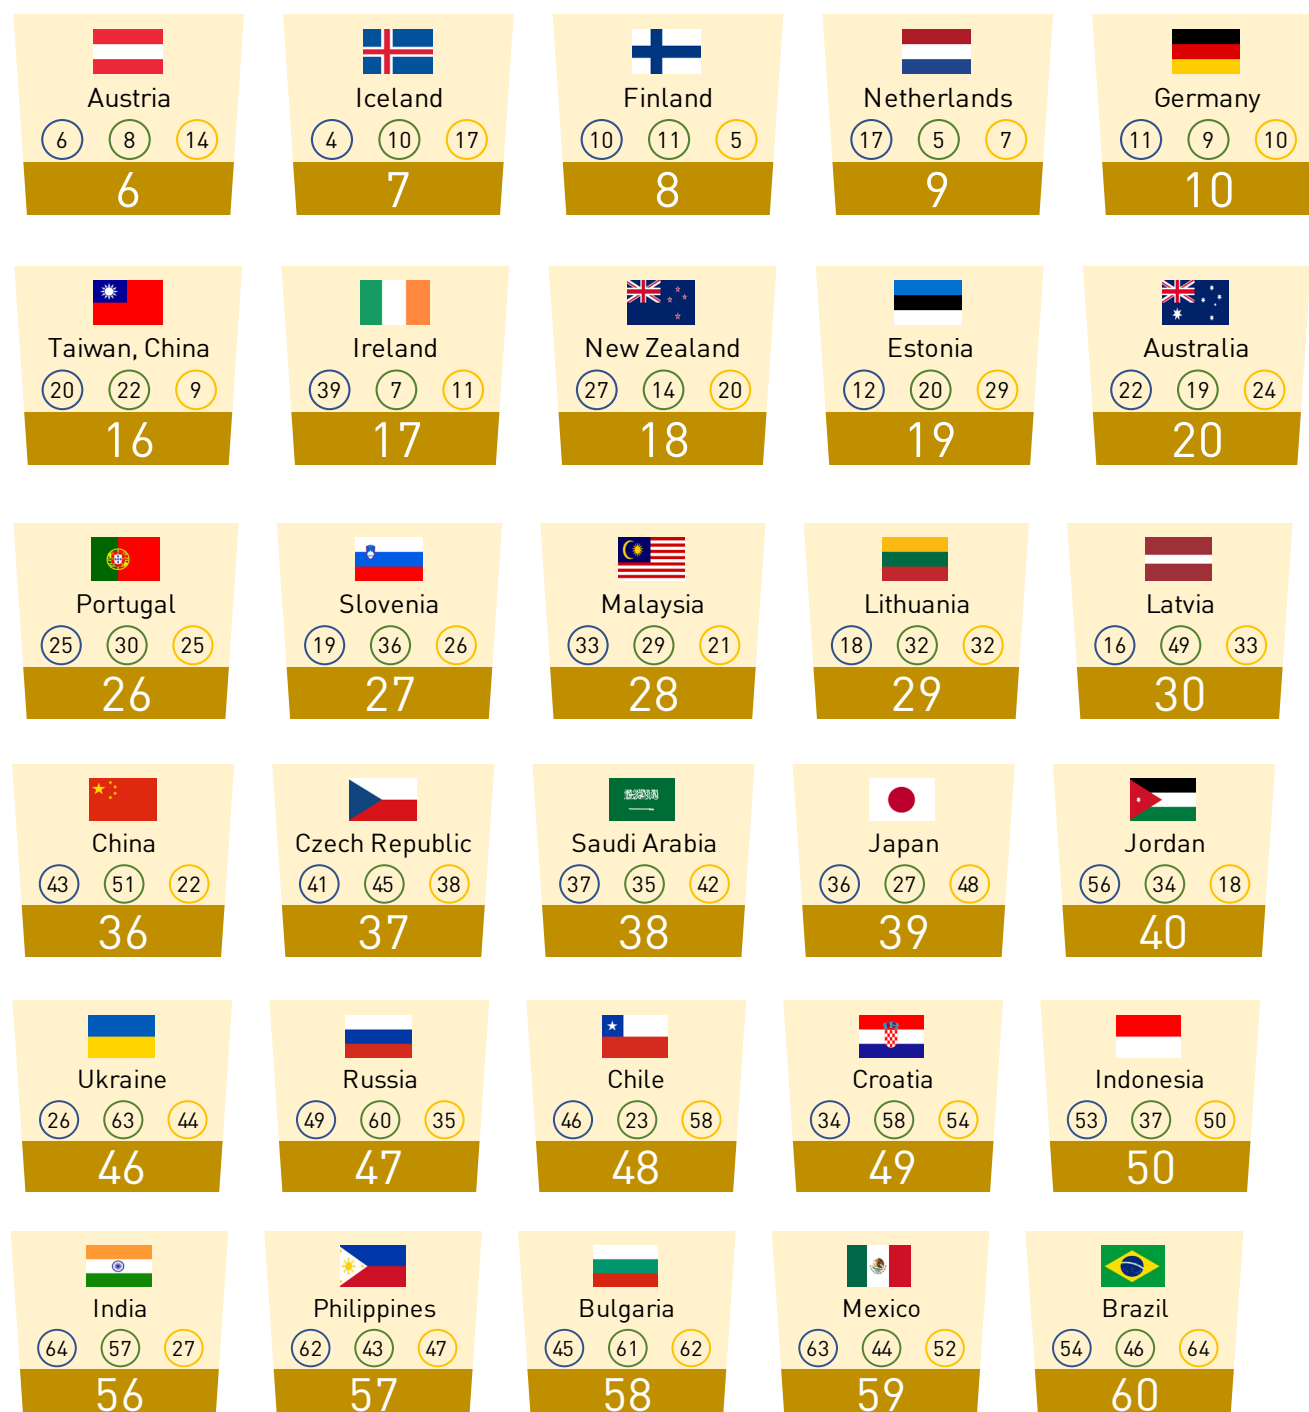 Austria Iceland Finland Netherlands Germany
6 8 14 4 10 17 10 11 5 17 5 7 11 9 10
6 7 8 9 10
Taiwan, China Ireland New Zealand Estonia Australia
20 22 9 39 7 11 27 14 20 12 20 29 22 19 24
16 17 18 19 20
Portugal Slovenia Malaysia Lithuania Latvia
25 30 25 19 36 26 33 29 21 18 32 32 16 49 33
26 27 28 29 30
China Czech Republic Saudi Arabia Japan Jordan
43 51 22 41 45 38 37 35 42 36 27 48 56 34 18
36 37 38 39 40
Ukraine Russia Chile Croatia Indonesia
26 63 44 49 60 35 46 23 58 34 58 54 53 37 50
46 47 48 49 50
India Philippines Bulgaria Mexico Brazil
64 57 27 62 43 47 45 61 62 63 44 52 54 46 64
56 57 58 59 60